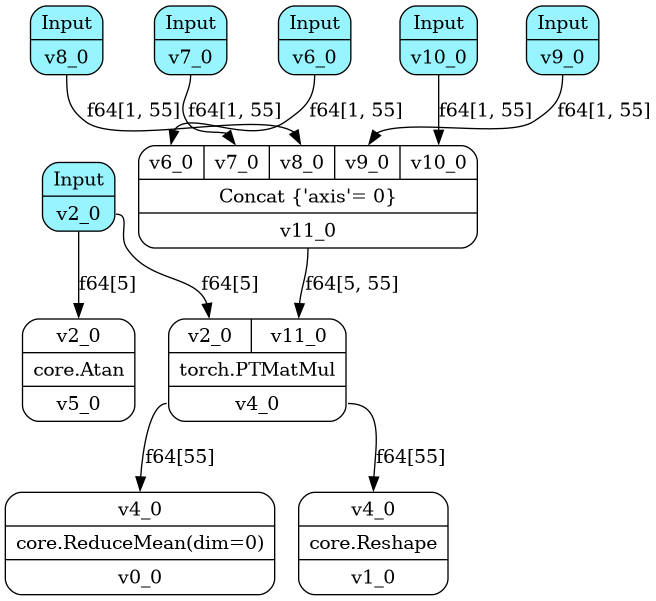 Input
v8_0
Input
v7_0
Input
v6_0
Input
v10_0
Input
v9_0
f64[1, 55]
f64[1, 55]
f64[1, 55]
f64[1, 55]
f64[1, 55]
v6_0 v7_0 v8_0 v9_0 v10_0
Concat {'axis'= 0}
v11_0
Input
v2_0
f64[5]
f64[5]
f64[5, 55]
v2_0
core.Atan
v5_0
v2_0 v11_0
torch.PTMatMul
v4_0
f64[55]
f64[55]
v4_0
core.ReduceMean(dim=0)
v0_0
v4_0
core.Reshape
v1_0